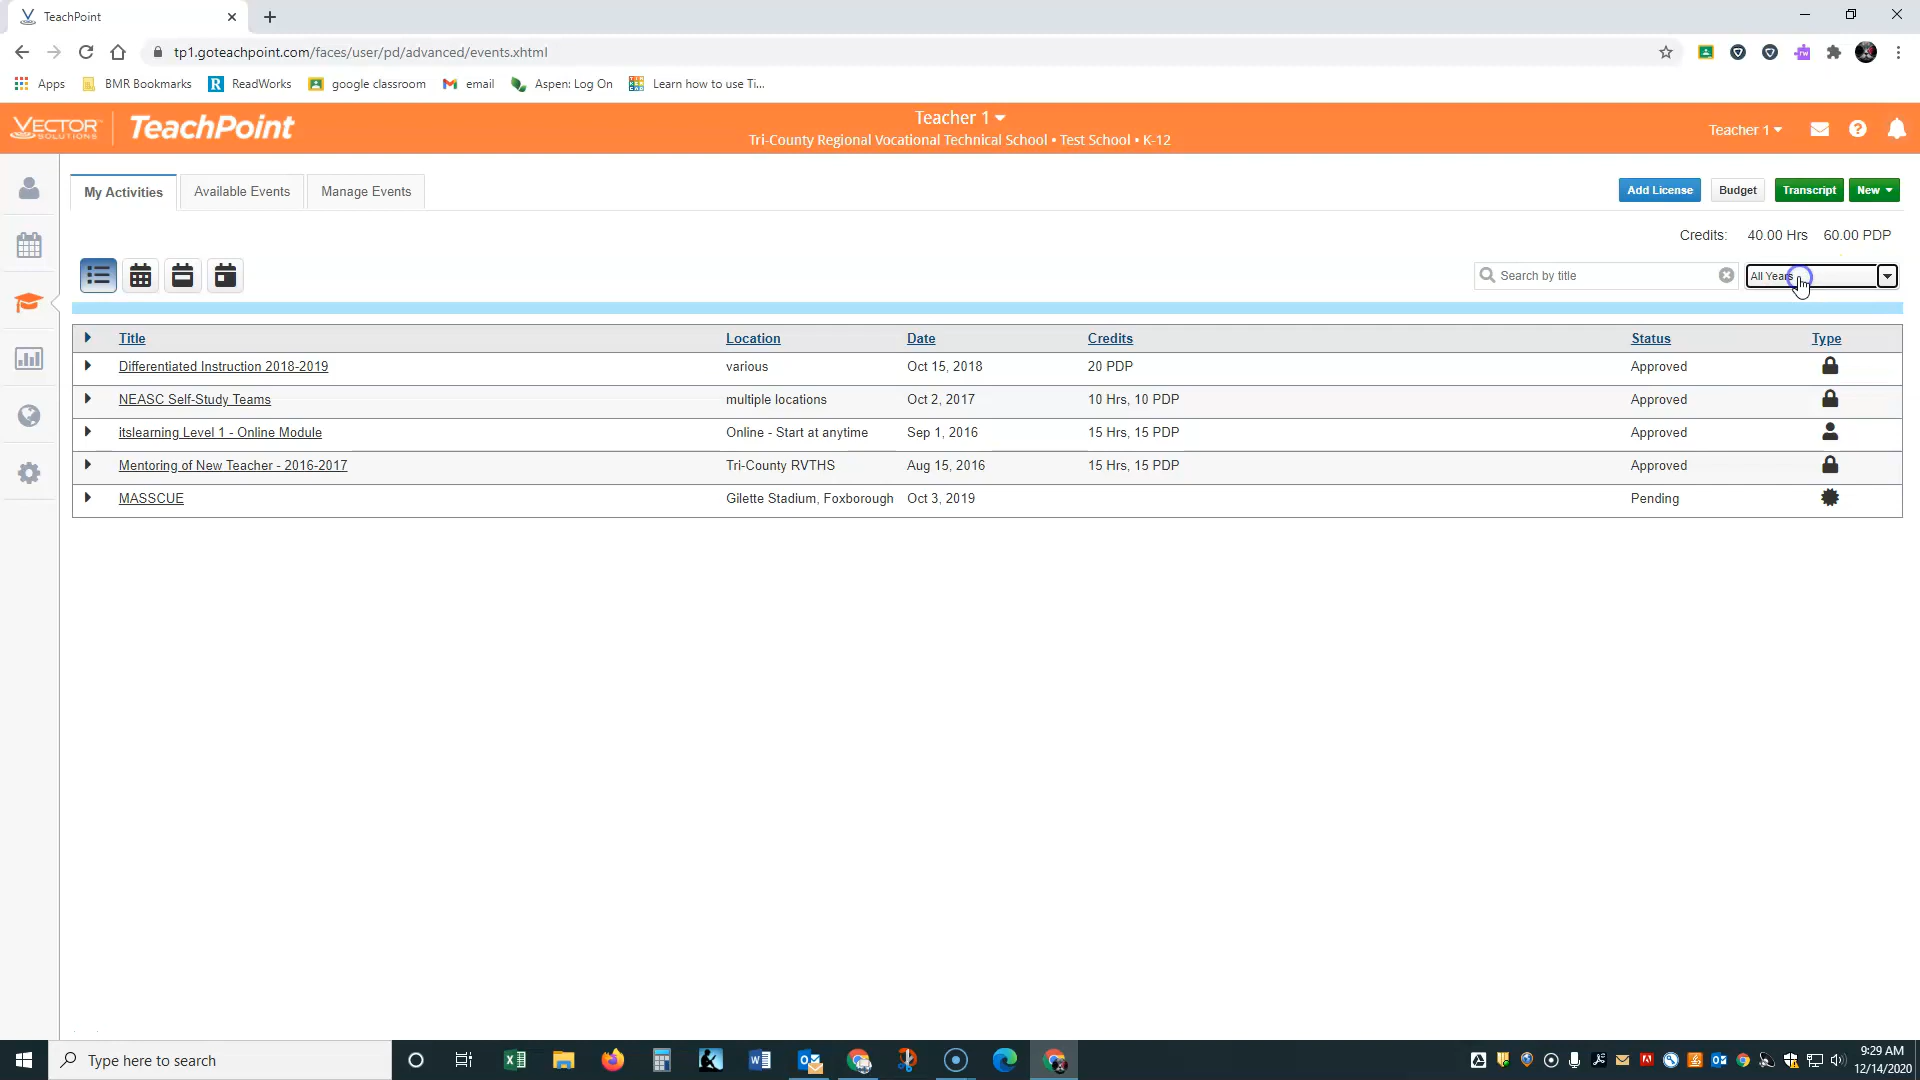 TeachPoint
tp1.goteachpoint.com/faces/user/pd/advanced/events.xhtml
Apps BMR Bookmarks ReadWorks google classroom email Aspen: Log On Learn how to use Ti...
VECTOR SOLUTIONS TeachPoint
Teacher 1
Tri-County Regional Vocational Technical School • Test School • K-12
Teacher 1
My Activities Available Events Manage Events
Add License Budget Transcript New
Credits: 40.00 Hrs 60.00 PDP
Search by title All Years
Title Location Date Credits Status Type
Differentiated Instruction 2018-2019 various Oct 15, 2018 20 PDP Approved
NEASC Self-Study Teams multiple locations Oct 2, 2017 10 Hrs, 10 PDP Approved
itslearning Level 1 - Online Module Online - Start at anytime Sep 1, 2016 15 Hrs, 15 PDP Approved
Mentoring of New Teacher - 2016-2017 Tri-County RVTHS Aug 15, 2016 15 Hrs, 15 PDP Approved
MASSCUE Gilette Stadium, Foxborough Oct 3, 2019 Pending
Type here to search
9:29 AM
12/14/2020